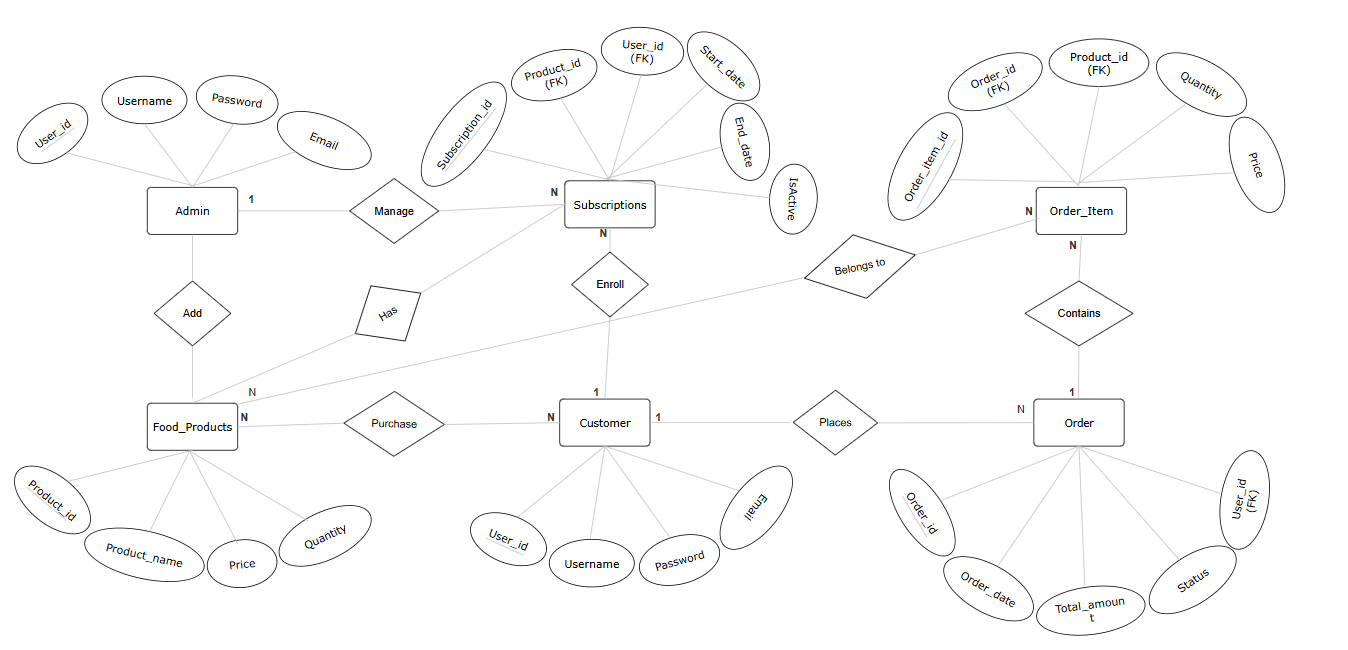 User_id
Username
Password
Email
Subscription_id
Product_id
(FK)
User_id
(FK)
Start_date
End_date
IsActive
Order_item_id
Order_id
(FK)
Product_id
(FK)
Quantity
Price
Admin
1
Manage
N
Subscriptions
N
N
Order_Item
N
Add
Has
Enroll
Belongs to
Contains
N
N
Food_Products
Purchase
N
1
Customer
1
Places
N
1
Order
Product_id
Product_name
Price
Quantity
User_id
Username
Password
Email
Order_id
Order_date
Total_amoun
t
Status
User_id
(FK)